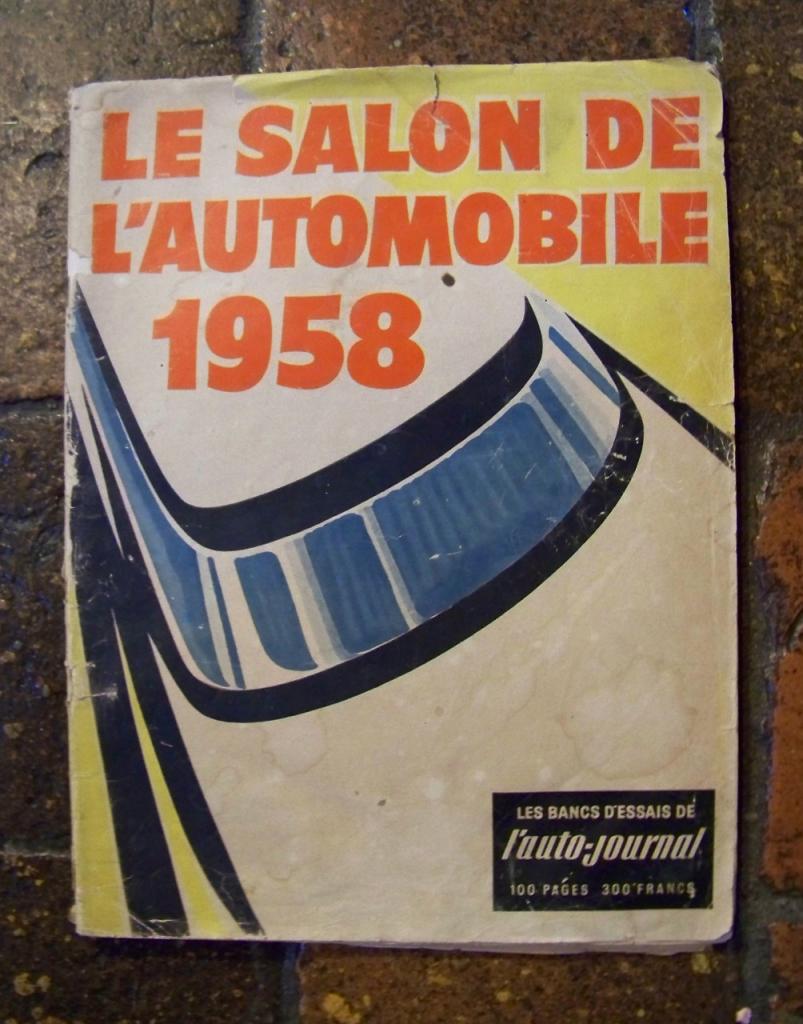 LE SALON DE
L'AUTOMOBILE
1958
LES BANCS D'ESSAIS DE
l'auto-journal
100 PAGES 300 FRANCS